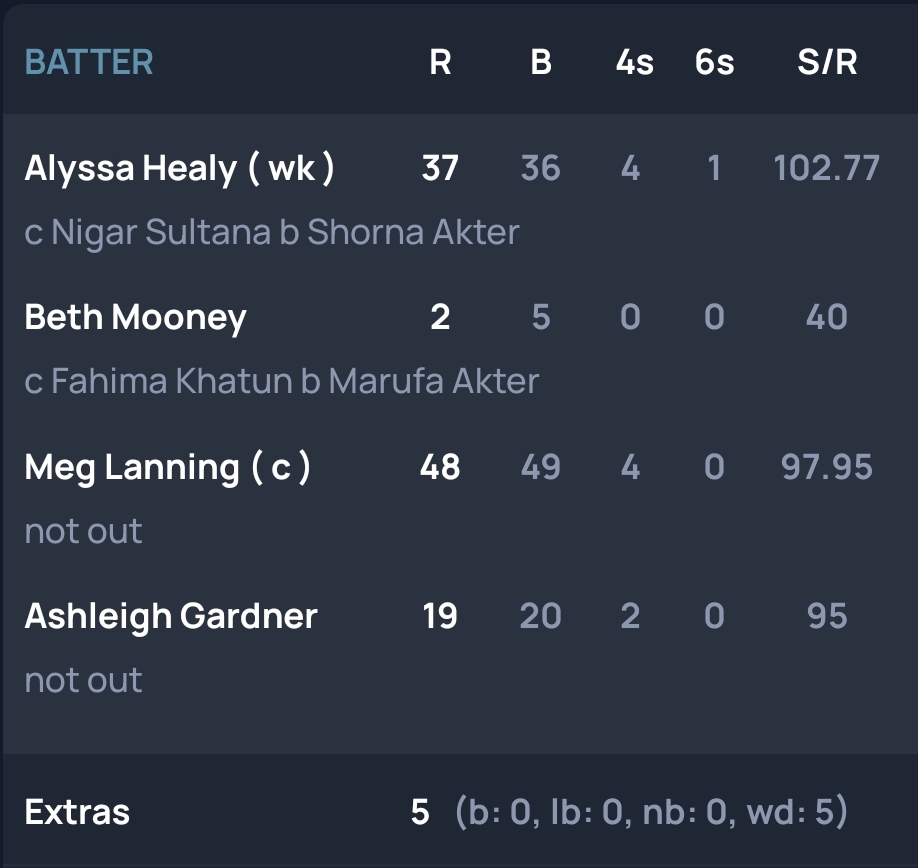 BATTER R B 4s 6s S/R
Alyssa Healy ( wk ) 37 36 4 1 102.77
c Nigar Sultana b Shorna Akter
Beth Mooney 2 5 0 0 40
c Fahima Khatun b Marufa Akter
Meg Lanning ( c ) 48 49 4 0 97.95
not out
Ashleigh Gardner 19 20 2 0 95
not out
Extras 5 (b: 0, lb: 0, nb: 0, wd: 5)